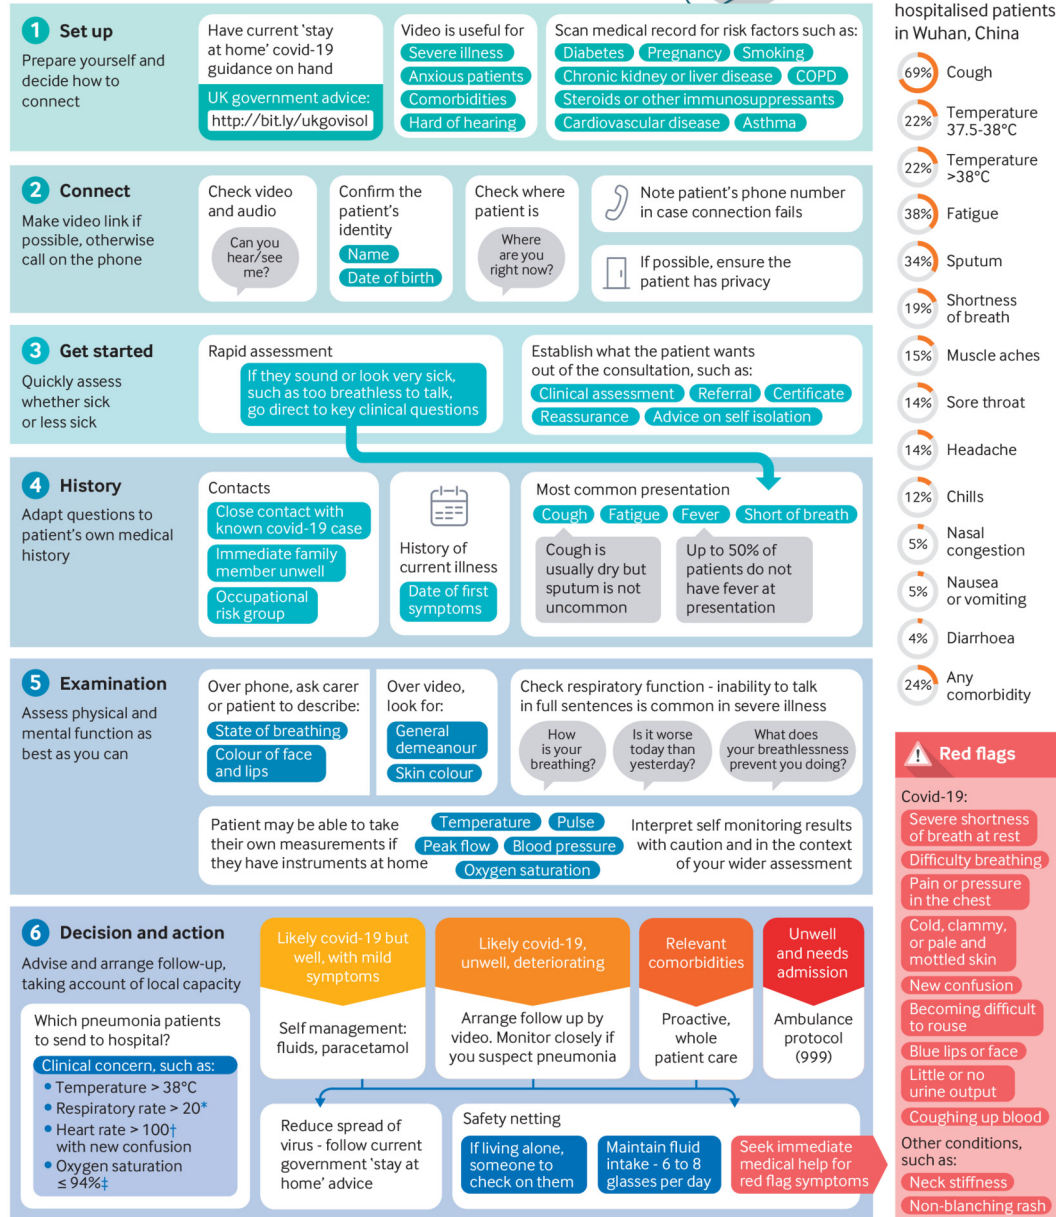 1 Set up
Prepare yourself and
decide how to
connect
Have current ‘stay
at home’ covid-19
guidance on hand
UK government advice:
http://bit.ly/ukgovisol
Video is useful for
Severe illness
Anxious patients
Comorbidities
Hard of hearing
Scan medical record for risk factors such as:
Diabetes Pregnancy Smoking
Chronic kidney or liver disease COPD
Steroids or other immunosuppressants
Cardiovascular disease Asthma
2 Connect
Make video link if
possible, otherwise
call on the phone
Check video
and audio
Can you
hear/see
me?
Confirm the
patient’s
identity
Name
Date of birth
Check where
patient is
Where
are you
right now?
Note patient’s phone number
in case connection fails
If possible, ensure the
patient has privacy
3 Get started
Quickly assess
whether sick
or less sick
Rapid assessment
If they sound or look very sick,
such as too breathless to talk,
go direct to key clinical questions
Establish what the patient wants
out of the consultation, such as:
Clinical assessment Referral Certificate
Reassurance Advice on self isolation
4 History
Adapt questions to
patient’s own medical
history
Contacts
Close contact with
known covid-19 case
Immediate family
member unwell
Occupational
risk group
History of
current illness
Date of first
symptoms
Most common presentation
Cough Fatigue Fever Short of breath
Cough is
usually dry but
sputum is not
uncommon
Up to 50% of
patients do not
have fever at
presentation
5 Examination
Assess physical and
mental function as
best as you can
Over phone, ask carer
or patient to describe:
State of breathing
Colour of face
and lips
Over video,
look for:
General
demeanour
Skin colour
Check respiratory function - inability to talk
in full sentences is common in severe illness
How
is your
breathing?
Is it worse
today than
yesterday?
What does
your breathlessness
prevent you doing?
Patient may be able to take
their own measurements if
they have instruments at home
Temperature Pulse
Peak flow Blood pressure
Oxygen saturation
Interpret self monitoring results
with caution and in the context
of your wider assessment
6 Decision and action
Advise and arrange follow-up,
taking account of local capacity
Which pneumonia patients
to send to hospital?
Clinical concern, such as:
• Temperature > 38°C
• Respiratory rate > 20*
• Heart rate > 100†
with new confusion
• Oxygen saturation
≤ 94%‡
Likely covid-19 but
well, with mild
symptoms
Self management:
fluids, paracetamol
Likely covid-19,
unwell, deteriorating
Arrange follow up by
video. Monitor closely if
you suspect pneumonia
Relevant
comorbidities
Proactive,
whole
patient care
Unwell
and needs
admission
Ambulance
protocol
(999)
Reduce spread of
virus - follow current
government ‘stay at
home’ advice
Safety netting
If living alone,
someone to
check on them
Maintain fluid
intake - 6 to 8
glasses per day
Seek immediate
medical help for
red flag symptoms
hospitalised patients
in Wuhan, China
69% Cough
22% Temperature
37.5-38°C
22% Temperature
>38°C
38% Fatigue
34% Sputum
19% Shortness
of breath
15% Muscle aches
14% Sore throat
14% Headache
12% Chills
5% Nasal
congestion
5% Nausea
or vomiting
4% Diarrhoea
24% Any
comorbidity
Red flags
Covid-19:
Severe shortness
of breath at rest
Difficulty breathing
Pain or pressure
in the chest
Cold, clammy,
or pale and
mottled skin
New confusion
Becoming difficult
to rouse
Blue lips or face
Little or no
urine output
Coughing up blood
Other conditions,
such as:
Neck stiffness
Non-blanching rash